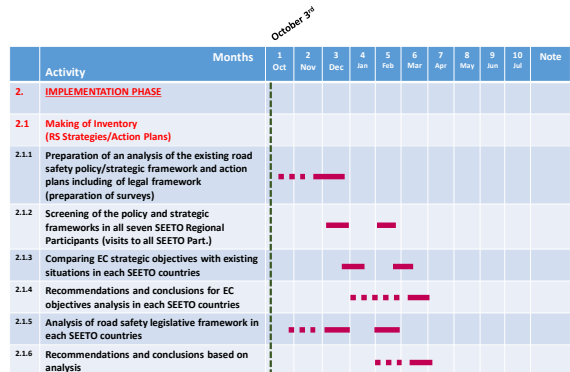 October 3rd
Months
Activity
1 2 3 4 5 6 7 8 9 10 Note
Oct Nov Dec Jan Feb Mar Apr May Jun Jul
2. IMPLEMENTATION PHASE
2.1 Making of Inventory
(RS Strategies/Action Plans)
2.1.1 Preparation of an analysis of the existing road
safety policy/strategic framework and action
plans including of legal framework
(preparation of surveys)
2.1.2 Screening of the policy and strategic
frameworks in all seven SEETO Regional
Participants (visits to all SEETO Part.)
2.1.3 Comparing EC strategic objectives with existing
situations in each SEETO countries
2.1.4 Recommendations and conclusions for EC
objectives analysis in each SEETO countries
2.1.5 Analysis of road safety legislative framework in
each SEETO countries
2.1.6 Recommendations and conclusions based on
analysis